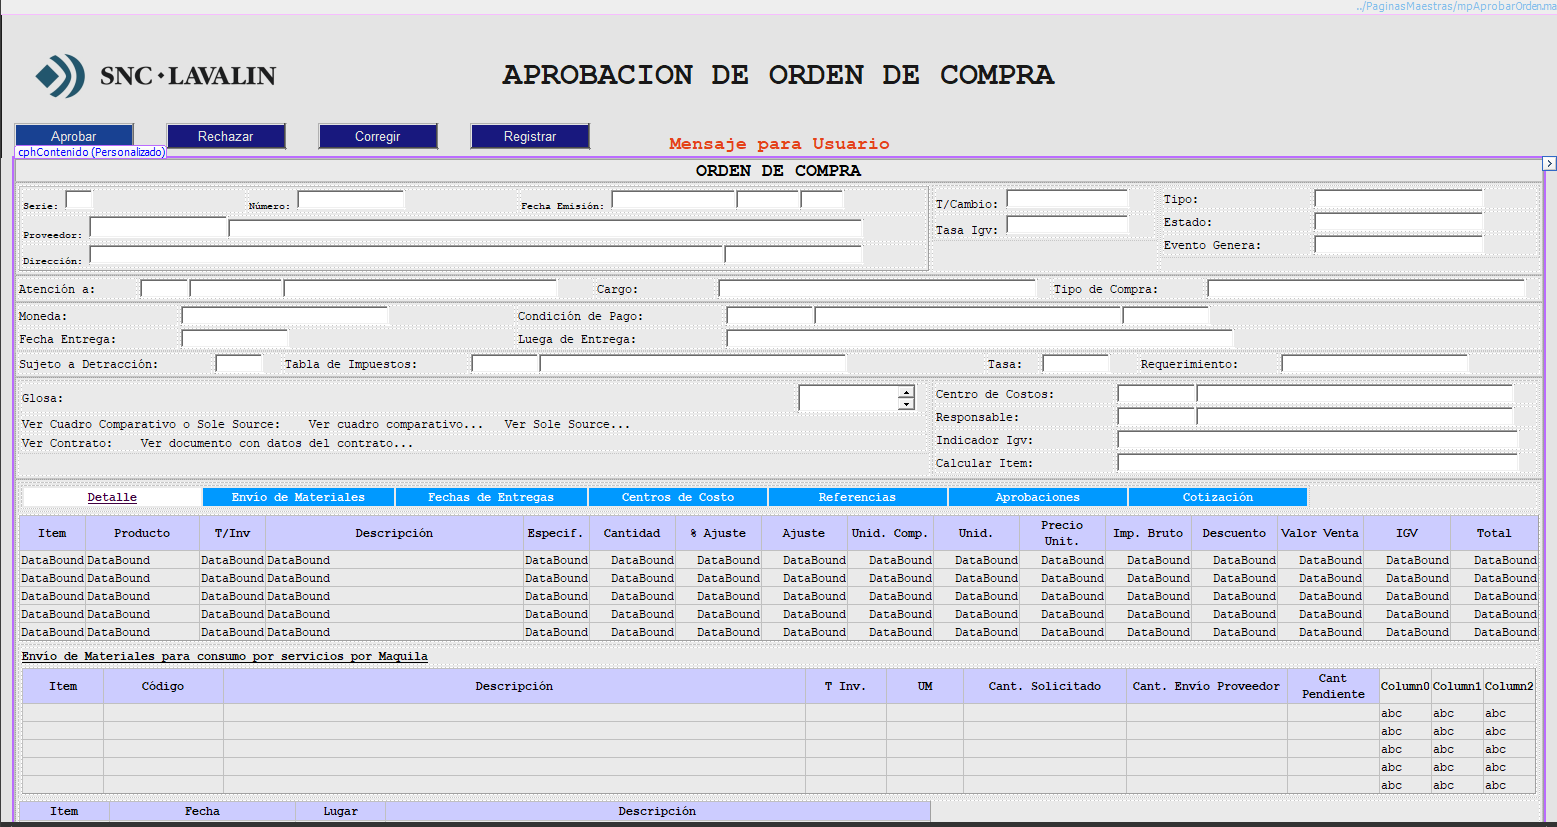 ../PaginasMaestras/mpAprobarOrden.ma
SNC·LAVALIN
APROBACION DE ORDEN DE COMPRA
Aprobar Rechazar Corregir Registrar
Mensaje para Usuario
cphContenido (Personalizado)
ORDEN DE COMPRA
Serie: Número: Fecha Emisión: T/Cambio: Tipo:
Proveedor: Tasa Igv: Estado:
Dirección: Evento Genera:
Atención a: Cargo: Tipo de Compra:
Moneda: Condición de Pago:
Fecha Entrega: Luega de Entrega:
Sujeto a Detracción: Tabla de Impuestos: Tasa: Requerimiento:
Glosa: Centro de Costos:
Ver Cuadro Comparativo o Sole Source: Ver cuadro comparativo... Ver Sole Source... Responsable:
Ver Contrato: Ver documento con datos del contrato... Indicador Igv:
Calcular Item:
Detalle Envío de Materiales Fechas de Entregas Centros de Costo Referencias Aprobaciones Cotización
Item Producto T/Inv Descripción Especif. Cantidad % Ajuste Ajuste Unid. Comp. Unid. Precio Unit. Imp. Bruto Descuento Valor Venta IGV Total
DataBound DataBound DataBound DataBound DataBound DataBound DataBound DataBound DataBound DataBound DataBound DataBound DataBound DataBound DataBound DataBound
DataBound DataBound DataBound DataBound DataBound DataBound DataBound DataBound DataBound DataBound DataBound DataBound DataBound DataBound DataBound DataBound
DataBound DataBound DataBound DataBound DataBound DataBound DataBound DataBound DataBound DataBound DataBound DataBound DataBound DataBound DataBound DataBound
DataBound DataBound DataBound DataBound DataBound DataBound DataBound DataBound DataBound DataBound DataBound DataBound DataBound DataBound DataBound DataBound
DataBound DataBound DataBound DataBound DataBound DataBound DataBound DataBound DataBound DataBound DataBound DataBound DataBound DataBound DataBound DataBound
Envío de Materiales para consumo por servicios por Maquila
Item Código Descripción T Inv. UM Cant. Solicitado Cant. Envío Proveedor Cant Pendiente Column0 Column1 Column2
abc abc abc
abc abc abc
abc abc abc
abc abc abc
abc abc abc
Item Fecha Lugar Descripción